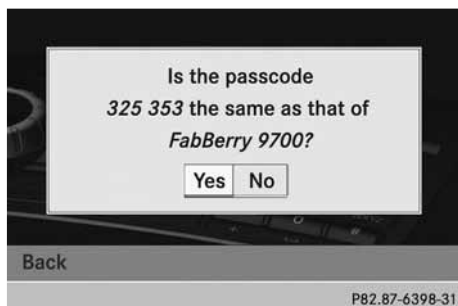 Is the passcode
325 353 the same as that of
FabBerry 9700?
Yes No
Back
P82.87-6398-31